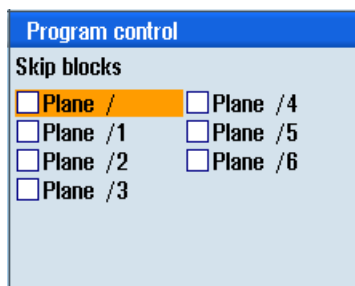 Program control
Skip blocks
Plane / Plane /4
Plane /1 Plane /5
Plane /2 Plane /6
Plane /3